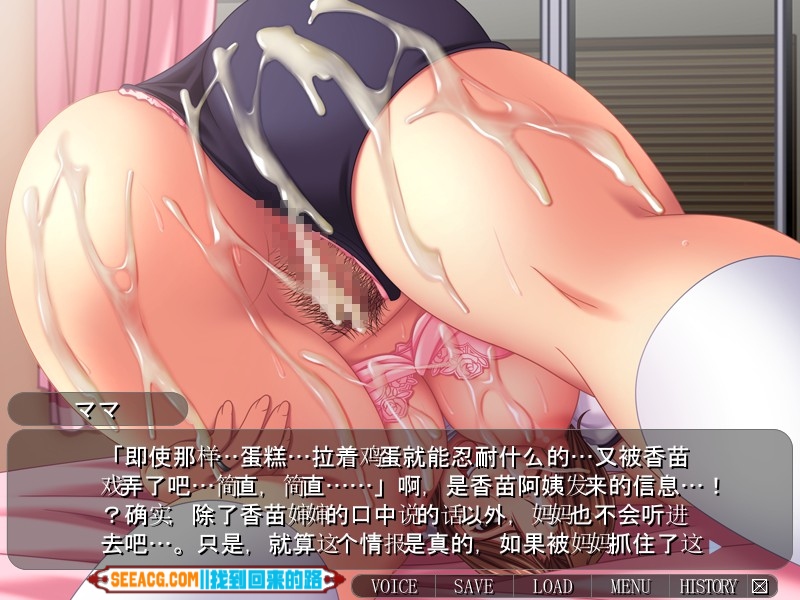 ママ
「即使那样…蛋糕…拉着鸡蛋就能忍耐什么的…又被香苗
戏弄了吧…简直，简直……」啊，是香苗阿姨发来的信息…！
？确实，除了香苗婶婶的口中说的话以外，妈妈也不会听进
去吧…。只是，就算这个情报是真的，如果被妈妈抓住了这
SEEACG.COM||找到回来的路
VOICE SAVE LOAD MENU HISTORY